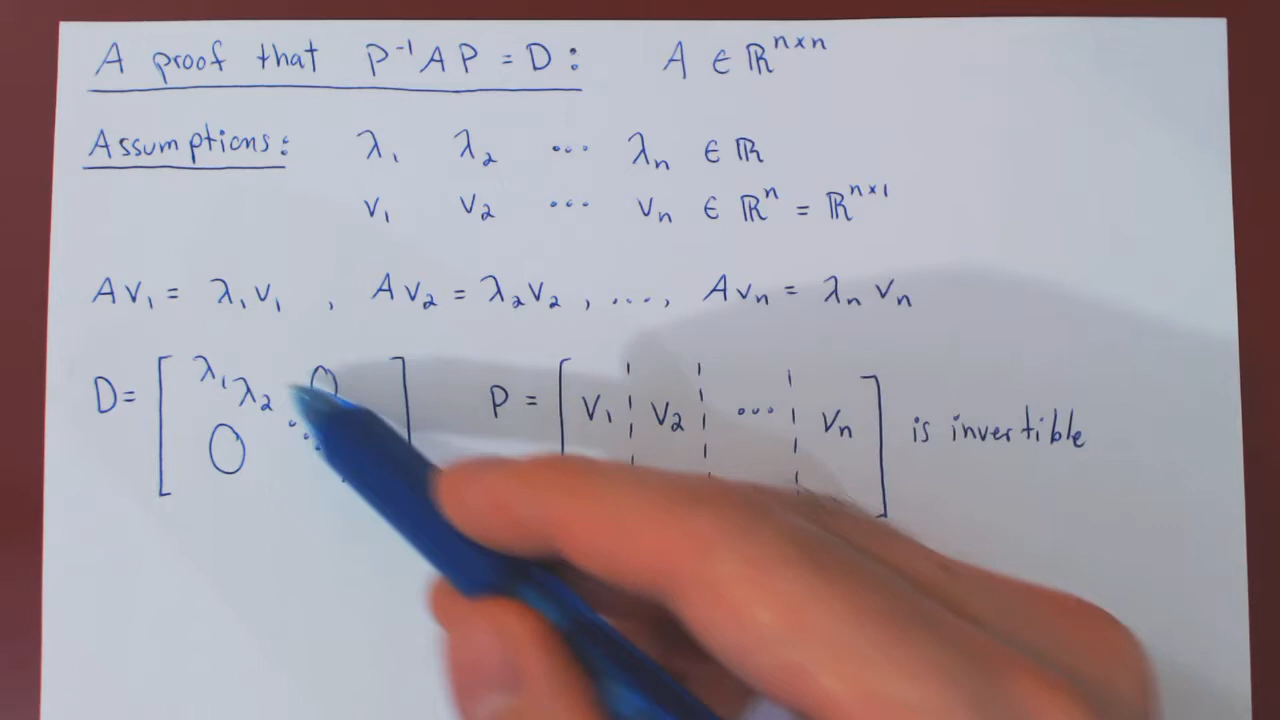 A proof that P⁻¹AP = D: A ∈ ℝⁿˣⁿ
Assumptions: λ₁ λ₂ ... λₙ ∈ ℝ
v₁ v₂ ... vₙ ∈ ℝⁿ = ℝⁿˣ¹
Av₁ = λ₁v₁, Av₂ = λ₂v₂, ..., Avₙ = λₙvₙ
D = [λ₁ λ₂ 0 ⋱ 0] P = [v₁ ¦ v₂ ¦ ... ¦ vₙ] is invertible